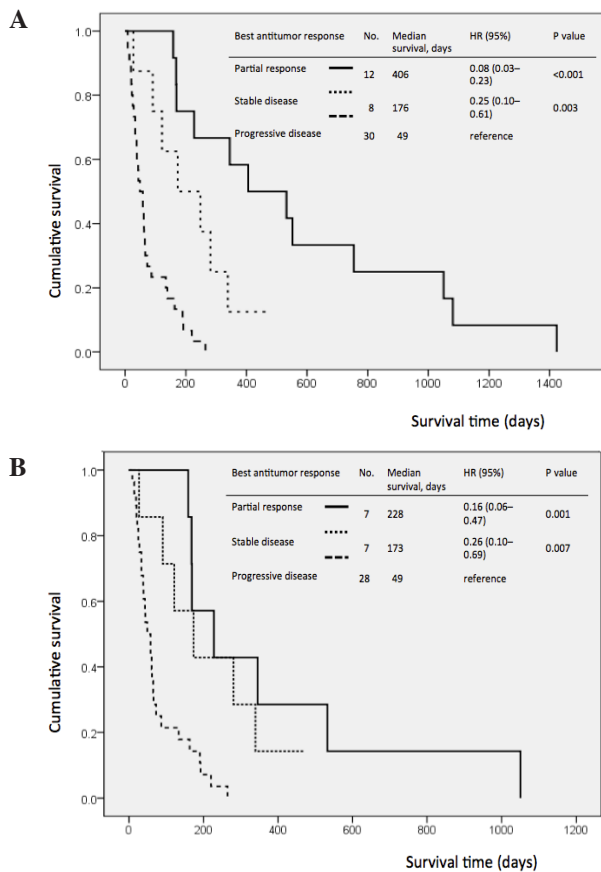 A
Best antitumor response No. Median survival, days HR (95%) P value
Partial response 12 406 0.08 (0.03–0.23) <0.001
Stable disease 8 176 0.25 (0.10–0.61) 0.003
Progressive disease 30 49 reference
1.0
0.8
0.6
0.4
0.2
0.0
Cumulative survival
0 200 400 600 800 1000 1200 1400
Survival time (days)
B
Best antitumor response No. Median survival, days HR (95%) P value
Partial response 7 228 0.16 (0.06–0.47) 0.001
Stable disease 7 173 0.26 (0.10–0.69) 0.007
Progressive disease 28 49 reference
1.0
0.8
0.6
0.4
0.2
0.0
Cumulative survival
0 200 400 600 800 1000 1200
Survival time (days)